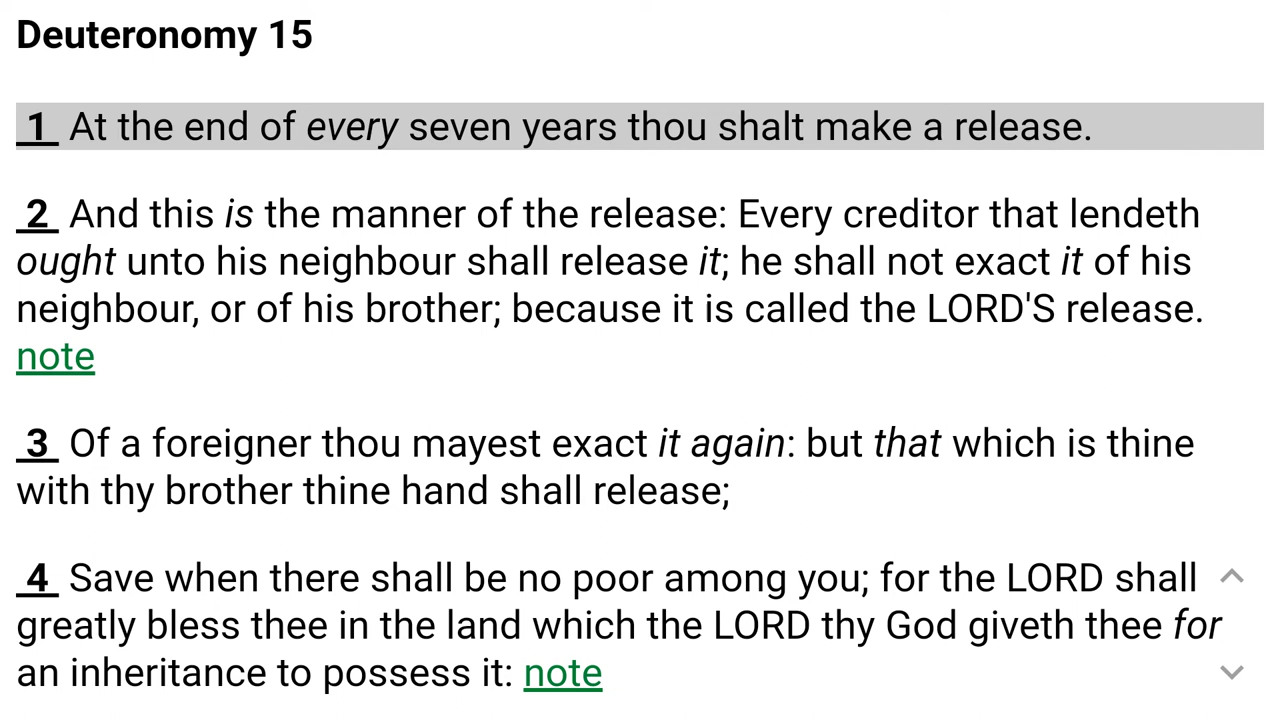 Deuteronomy 15
1 At the end of every seven years thou shalt make a release.
2 And this is the manner of the release: Every creditor that lendeth
ought unto his neighbour shall release it; he shall not exact it of his
neighbour, or of his brother; because it is called the LORD'S release.
note
3 Of a foreigner thou mayest exact it again: but that which is thine
with thy brother thine hand shall release;
4 Save when there shall be no poor among you; for the LORD shall
greatly bless thee in the land which the LORD thy God giveth thee for
an inheritance to possess it: note